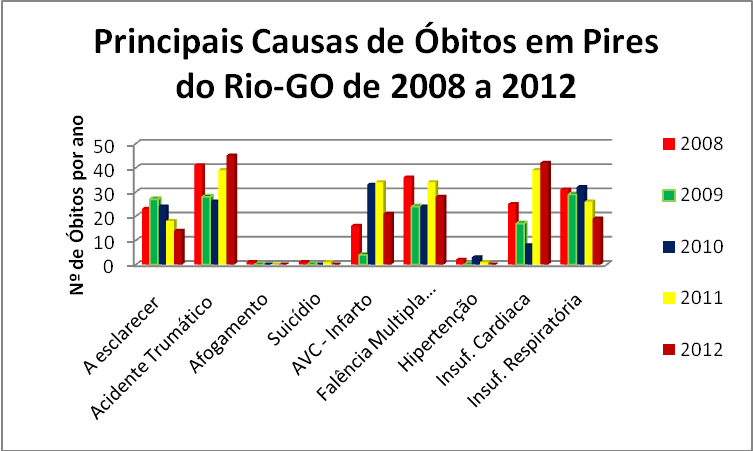 Principais Causas de Óbitos em Pires
do Rio-GO de 2008 a 2012
Nº de Óbitos por ano
50
40
30
20
10
0
A esclarecer
Acidente Trumático
Afogamento
Suicídio
AVC - Infarto
Falência Multipla...
Hipertenção
Insuf. Cardiaca
Insuf. Respiratória
2008
2009
2010
2011
2012